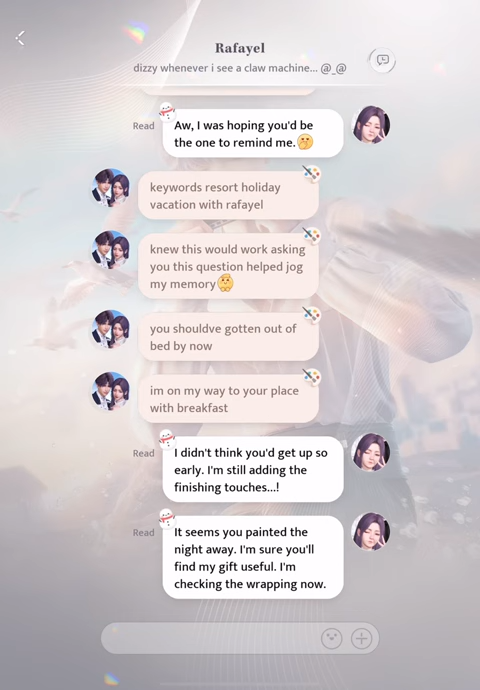 Rafayel
dizzy whenever i see a claw machine... @_@
Read
Aw, I was hoping you'd be
the one to remind me.
keywords resort holiday
vacation with rafayel
knew this would work asking
you this question helped jog
my memory
you shouldve gotten out of
bed by now
im on my way to your place
with breakfast
Read
I didn't think you'd get up so
early. I'm still adding the
finishing touches...!
Read
It seems you painted the
night away. I'm sure you'll
find my gift useful. I'm
checking the wrapping now.